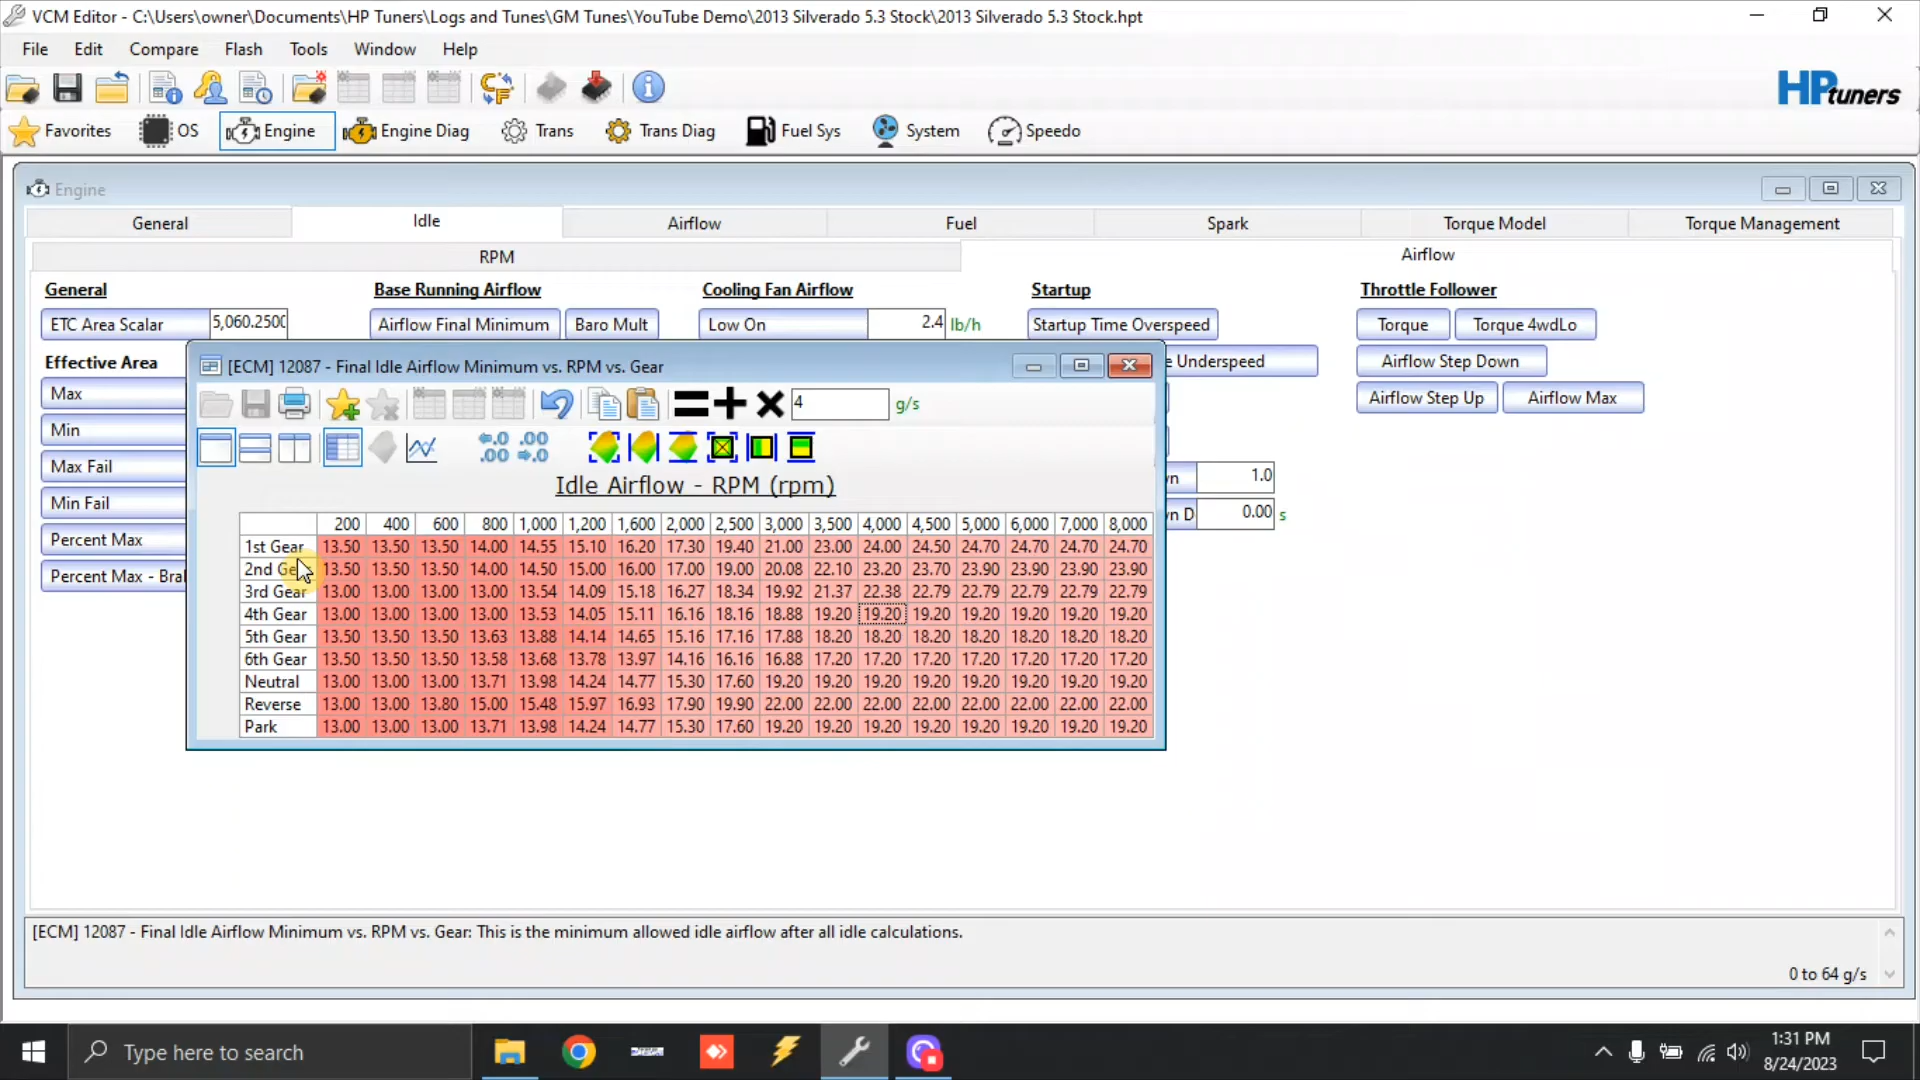 VCM Editor - C:\Users\owner\Documents\HP Tuners\Logs and Tunes\GM Tunes\YouTube Demo\2013 Silverado 5.3 Stock\2013 Silverado 5.3 Stock.hpt
File Edit Compare Flash Tools Window Help
HPtuners
Favorites OS Engine Engine Diag Trans Trans Diag Fuel Sys System Speedo
Engine
General Idle Airflow Fuel Spark Torque Model Torque Management
RPM Airflow
General Base Running Airflow Cooling Fan Airflow Startup Throttle Follower
ETC Area Scalar 5,060.2500 Airflow Final Minimum Baro Mult Low On 2.4 lb/h Startup Time Overspeed Torque Torque 4wdLo
Effective Area
e Underspeed Airflow Step Down
Max
Airflow Step Up Airflow Max
Min
Max Fail
n 1.0
Min Fail
n D 0.00 s
Percent Max
Percent Max - Bral
[ECM] 12087 - Final Idle Airflow Minimum vs. RPM vs. Gear
4 g/s
Idle Airflow - RPM (rpm)
200 400 600 800 1,000 1,200 1,600 2,000 2,500 3,000 3,500 4,000 4,500 5,000 6,000 7,000 8,000
1st Gear 13.50 13.50 13.50 14.00 14.55 15.10 16.20 17.30 19.40 21.00 23.00 24.00 24.50 24.70 24.70 24.70 24.70
2nd Ge 13.50 13.50 13.50 14.00 14.50 15.00 16.00 17.00 19.00 20.08 22.10 23.20 23.70 23.90 23.90 23.90 23.90
3rd Gear 13.00 13.00 13.00 13.00 13.54 14.09 15.18 16.27 18.34 19.92 21.37 22.38 22.79 22.79 22.79 22.79 22.79
4th Gear 13.00 13.00 13.00 13.00 13.53 14.05 15.11 16.16 18.16 18.88 19.20 19.20 19.20 19.20 19.20 19.20 19.20
5th Gear 13.50 13.50 13.50 13.63 13.88 14.14 14.65 15.16 17.16 17.88 18.20 18.20 18.20 18.20 18.20 18.20 18.20
6th Gear 13.50 13.50 13.50 13.58 13.68 13.78 13.97 14.16 16.16 16.88 17.20 17.20 17.20 17.20 17.20 17.20 17.20
Neutral 13.00 13.00 13.00 13.71 13.98 14.24 14.77 15.30 17.60 19.20 19.20 19.20 19.20 19.20 19.20 19.20 19.20
Reverse 13.00 13.00 13.80 15.00 15.48 15.97 16.93 17.90 19.90 22.00 22.00 22.00 22.00 22.00 22.00 22.00 22.00
Park 13.00 13.00 13.00 13.71 13.98 14.24 14.77 15.30 17.60 19.20 19.20 19.20 19.20 19.20 19.20 19.20 19.20
[ECM] 12087 - Final Idle Airflow Minimum vs. RPM vs. Gear: This is the minimum allowed idle airflow after all idle calculations.
0 to 64 g/s
Type here to search
1:31 PM
8/24/2023